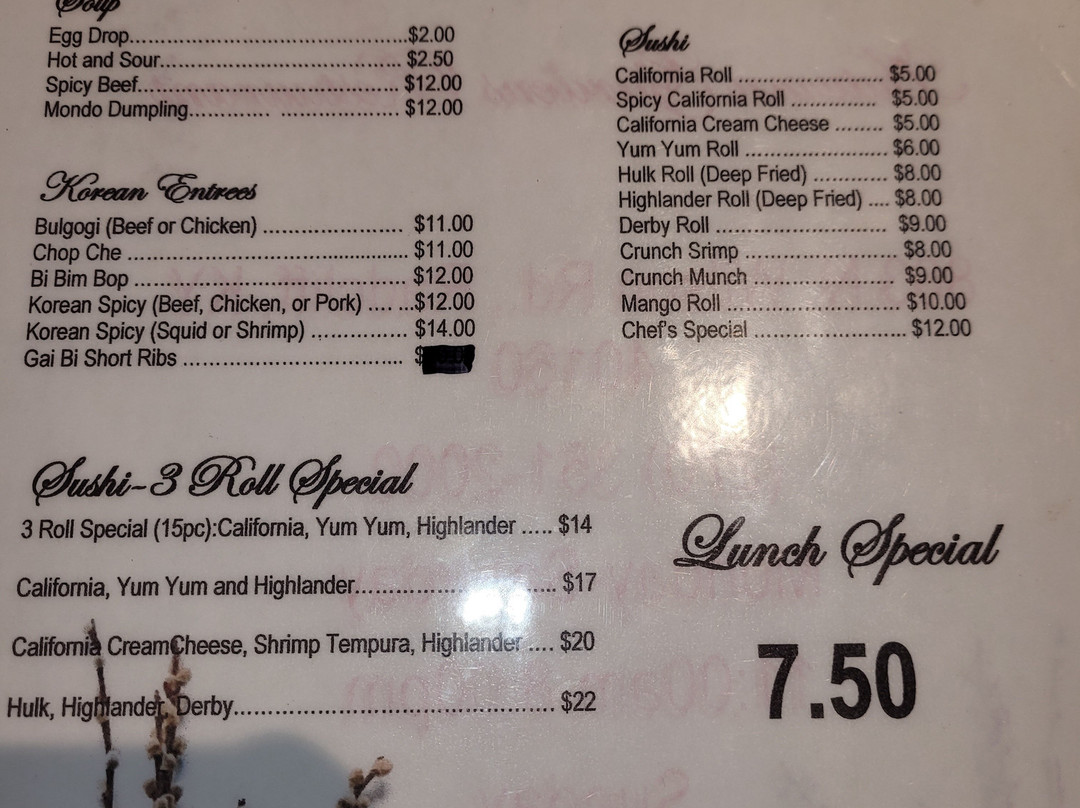 Soup
Egg Drop..............................................$2.00
Hot and Sour........................................ $2.50
Spicy Beef............................................ $12.00
Mondo Dumpling............. ................... $12.00
Korean Entrees
Bulgogi (Beef or Chicken) ....................... $11.00
Chop Che .............................................. $11.00
Bi Bim Bop ............................................. $12.00
Korean Spicy (Beef, Chicken, or Pork) .... ...$12.00
Korean Spicy (Squid or Shrimp) ............... $14.00
Gai Bi Short Ribs .................................... $
Sushi
California Roll ....................... $5.00
Spicy California Roll .............. $5.00
California Cream Cheese ........ $5.00
Yum Yum Roll ....................... $6.00
Hulk Roll (Deep Fried) ............ $8.00
Highlander Roll (Deep Fried) .... $8.00
Derby Roll ............................ $9.00
Crunch Srimp ......................... $8.00
Crunch Munch ....................... $9.00
Mango Roll ............................ $10.00
Chef's Special ........................ $12.00
Sushi-3 Roll Special
3 Roll Special (15pc):California, Yum Yum, Highlander ..... $14
California, Yum Yum and Highlander................................ $17
California CreamCheese, Shrimp Tempura, Highlander .... $20
Hulk, Highlander, Derby.................................................. $22
Lunch Special
7.50